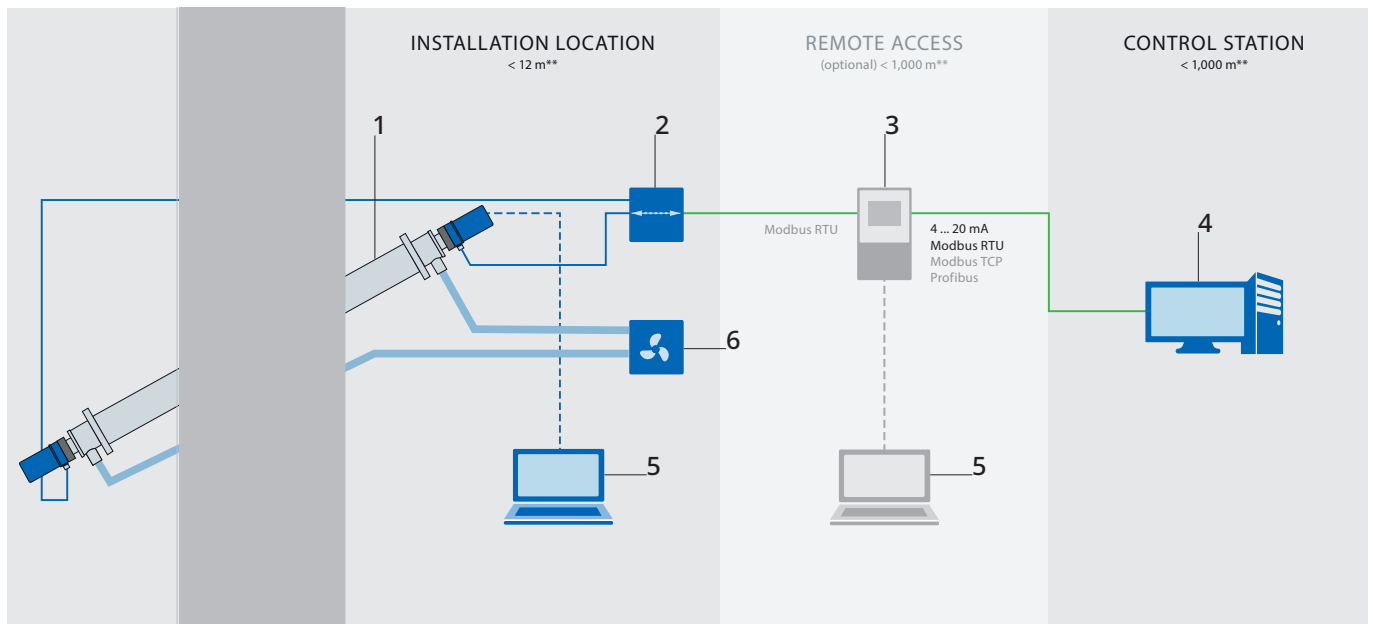 INSTALLATION LOCATION
< 12 m**
REMOTE ACCESS
(optional) < 1,000 m**
CONTROL STATION
< 1,000 m**
1
2
3
4
Modbus RTU
4 ... 20 mA
Modbus RTU
Modbus TCP
Profibus
6
5
5